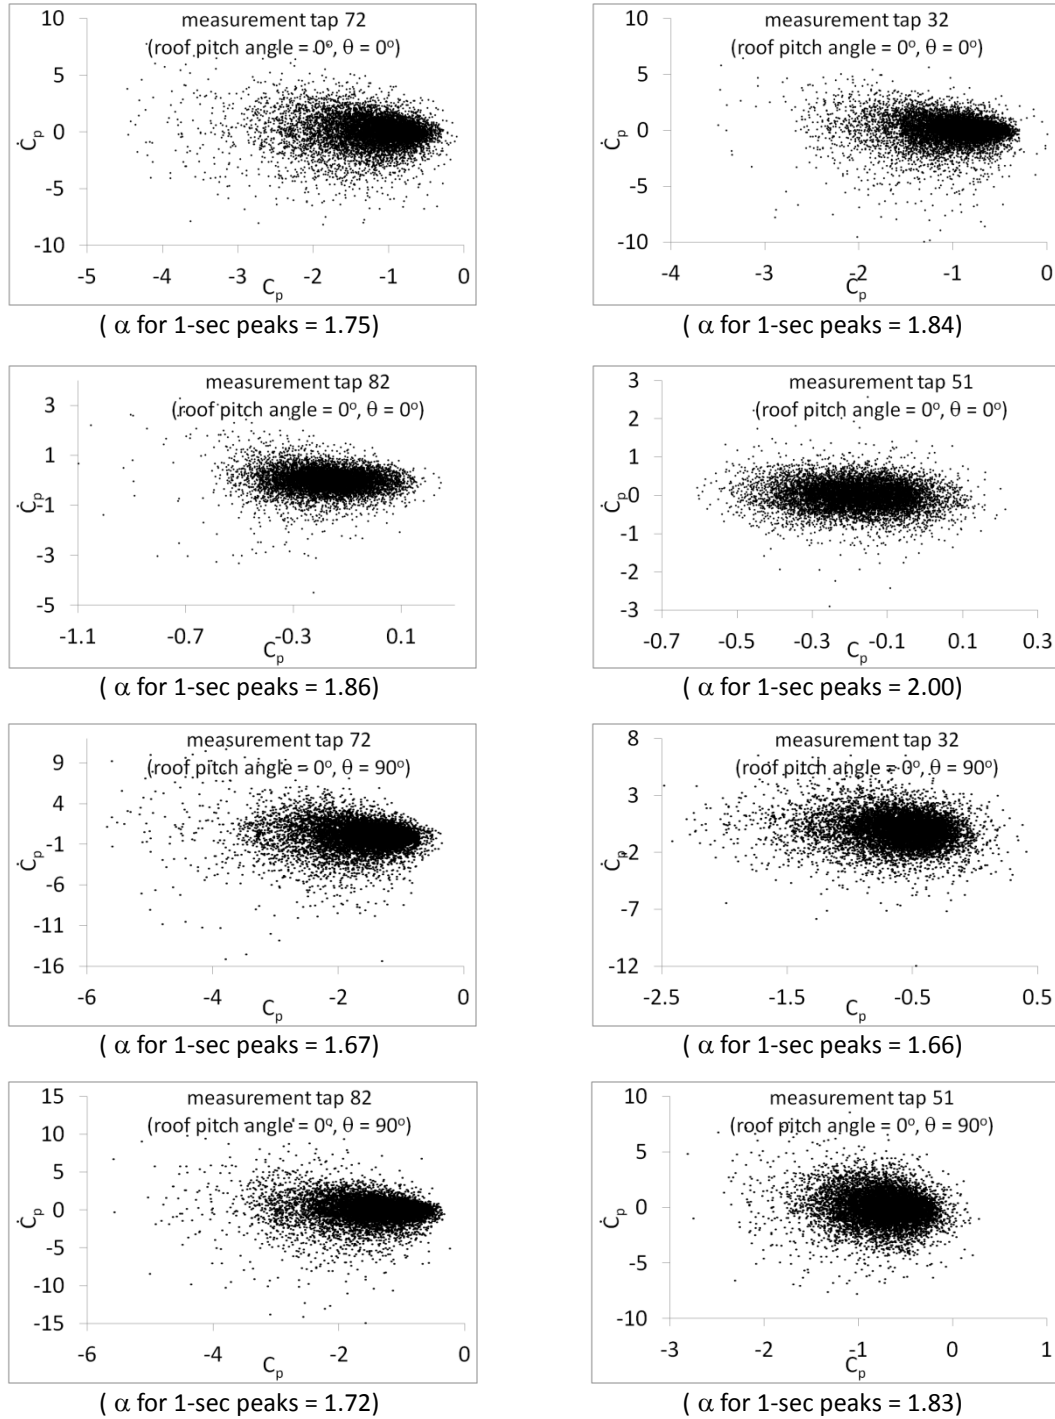 measurement tap 72
(roof pitch angle = 0°, θ = 0°)
10
5
0
-5
-10
Ċp
-5
-4
-3
-2
-1
0
Cp
( α for 1-sec peaks = 1.75)
measurement tap 32
(roof pitch angle = 0°, θ = 0°)
10
5
0
-5
-10
Ċp
-4
-3
-2
-1
0
Cp
( α for 1-sec peaks = 1.84)
measurement tap 82
(roof pitch angle = 0°, θ = 0°)
3
1
-1
-3
-5
Ċp
-1.1
-0.7
-0.3
0.1
Cp
( α for 1-sec peaks = 1.86)
measurement tap 51
(roof pitch angle = 0°, θ = 0°)
3
2
1
0
-1
-2
-3
Ċp
-0.7
-0.5
-0.3
-0.1
0.1
0.3
Cp
( α for 1-sec peaks = 2.00)
measurement tap 72
(roof pitch angle = 0°, θ = 90°)
9
4
-1
-6
-11
-16
Ċp
-6
-4
-2
0
Cp
( α for 1-sec peaks = 1.67)
measurement tap 32
(roof pitch angle = 0°, θ = 90°)
8
3
-2
-7
-12
Ċp
-2.5
-1.5
-0.5
0.5
Cp
( α for 1-sec peaks = 1.66)
measurement tap 82
(roof pitch angle = 0°, θ = 90°)
15
10
5
0
-5
-10
-15
Ċp
-6
-4
-2
0
Cp
( α for 1-sec peaks = 1.72)
measurement tap 51
(roof pitch angle = 0°, θ = 90°)
10
5
0
-5
-10
Ċp
-3
-2
-1
0
1
Cp
( α for 1-sec peaks = 1.83)